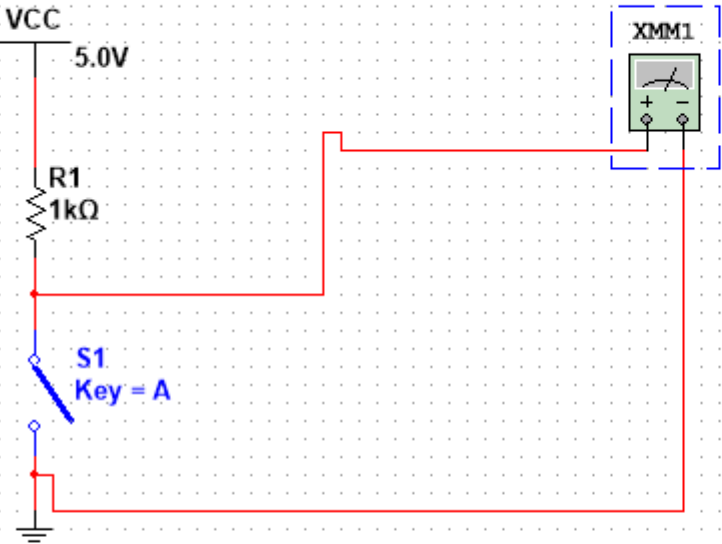 VCC
5.0V
XMM1
R1
1kΩ
S1
Key = A